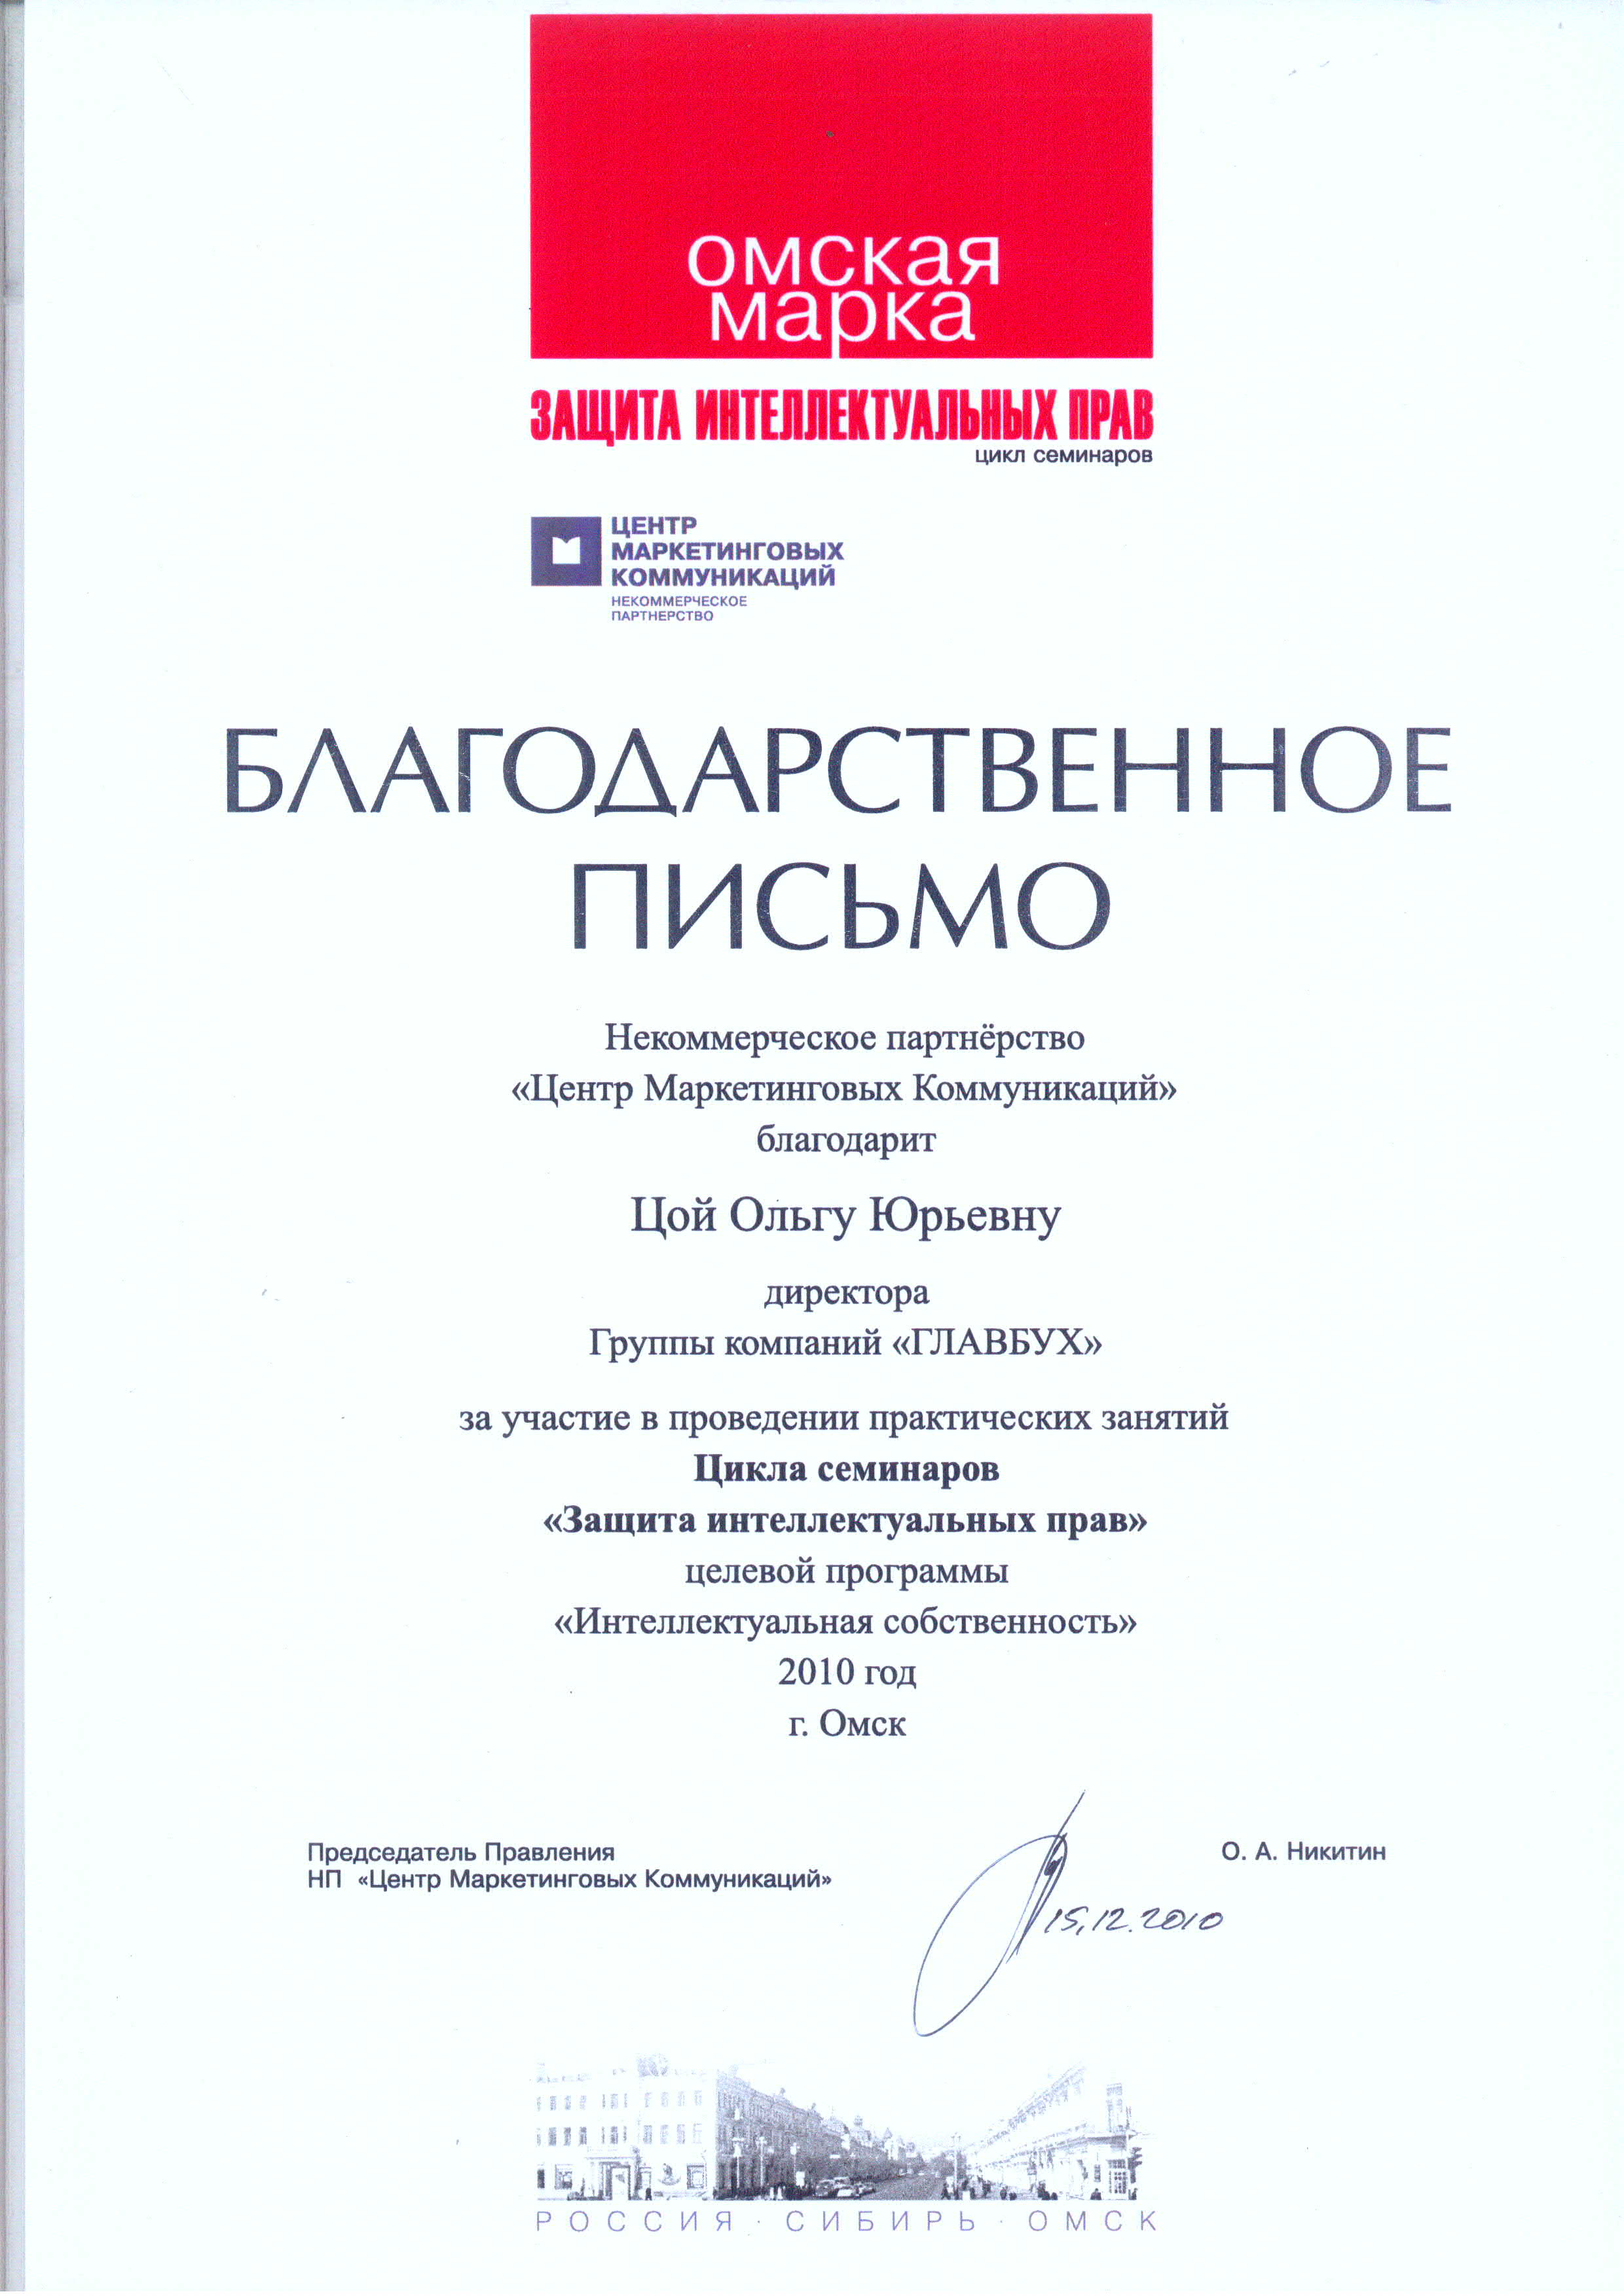 омская
марка
ЗАЩИТА ИНТЕЛЛЕКТУАЛЬНЫХ ПРАВ
цикл семинаров
ЦЕНТР
МАРКЕТИНГОВЫХ
КОММУНИКАЦИЙ
НЕКОММЕРЧЕСКОЕ
ПАРТНЕРСТВО
БЛАГОДАРСТВЕННОЕ
ПИСЬМО
Некоммерческое партнёрство
«Центр Маркетинговых Коммуникаций»
благодарит
Цой Ольгу Юрьевну
директора
Группы компаний «ГЛАВБУХ»
за участие в проведении практических занятий
Цикла семинаров
«Защита интеллектуальных прав»
целевой программы
«Интеллектуальная собственность»
2010 год
г. Омск
Председатель Правления
НП «Центр Маркетинговых Коммуникаций»
О. А. Никитин
15.12.2010
РОССИЯ · СИБИРЬ · ОМСК